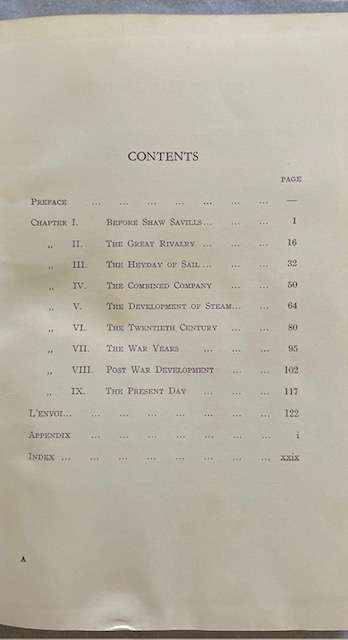 CONTENTS
PAGE
PREFACE ... ... ... ... ... ... ... —
CHAPTER I. BEFORE SHAW SAVILLS... ... ... 1
„ II. THE GREAT RIVALRY ... ... ... 16
„ III. THE HEYDAY OF SAIL ... ... ... 32
„ IV. THE COMBINED COMPANY ... ... 50
„ V. THE DEVELOPMENT OF STEAM... ... 64
„ VI. THE TWENTIETH CENTURY ... ... 80
„ VII. THE WAR YEARS ... ... ... 95
„ VIII. POST WAR DEVELOPMENT ... ... 102
„ IX. THE PRESENT DAY ... ... ... 117
L'ENVOI... ... ... ... ... ... ... ... 122
APPENDIX ... ... ... ... ... ... ... i
INDEX ... ... ... ... ... ... ... ... xxix
A